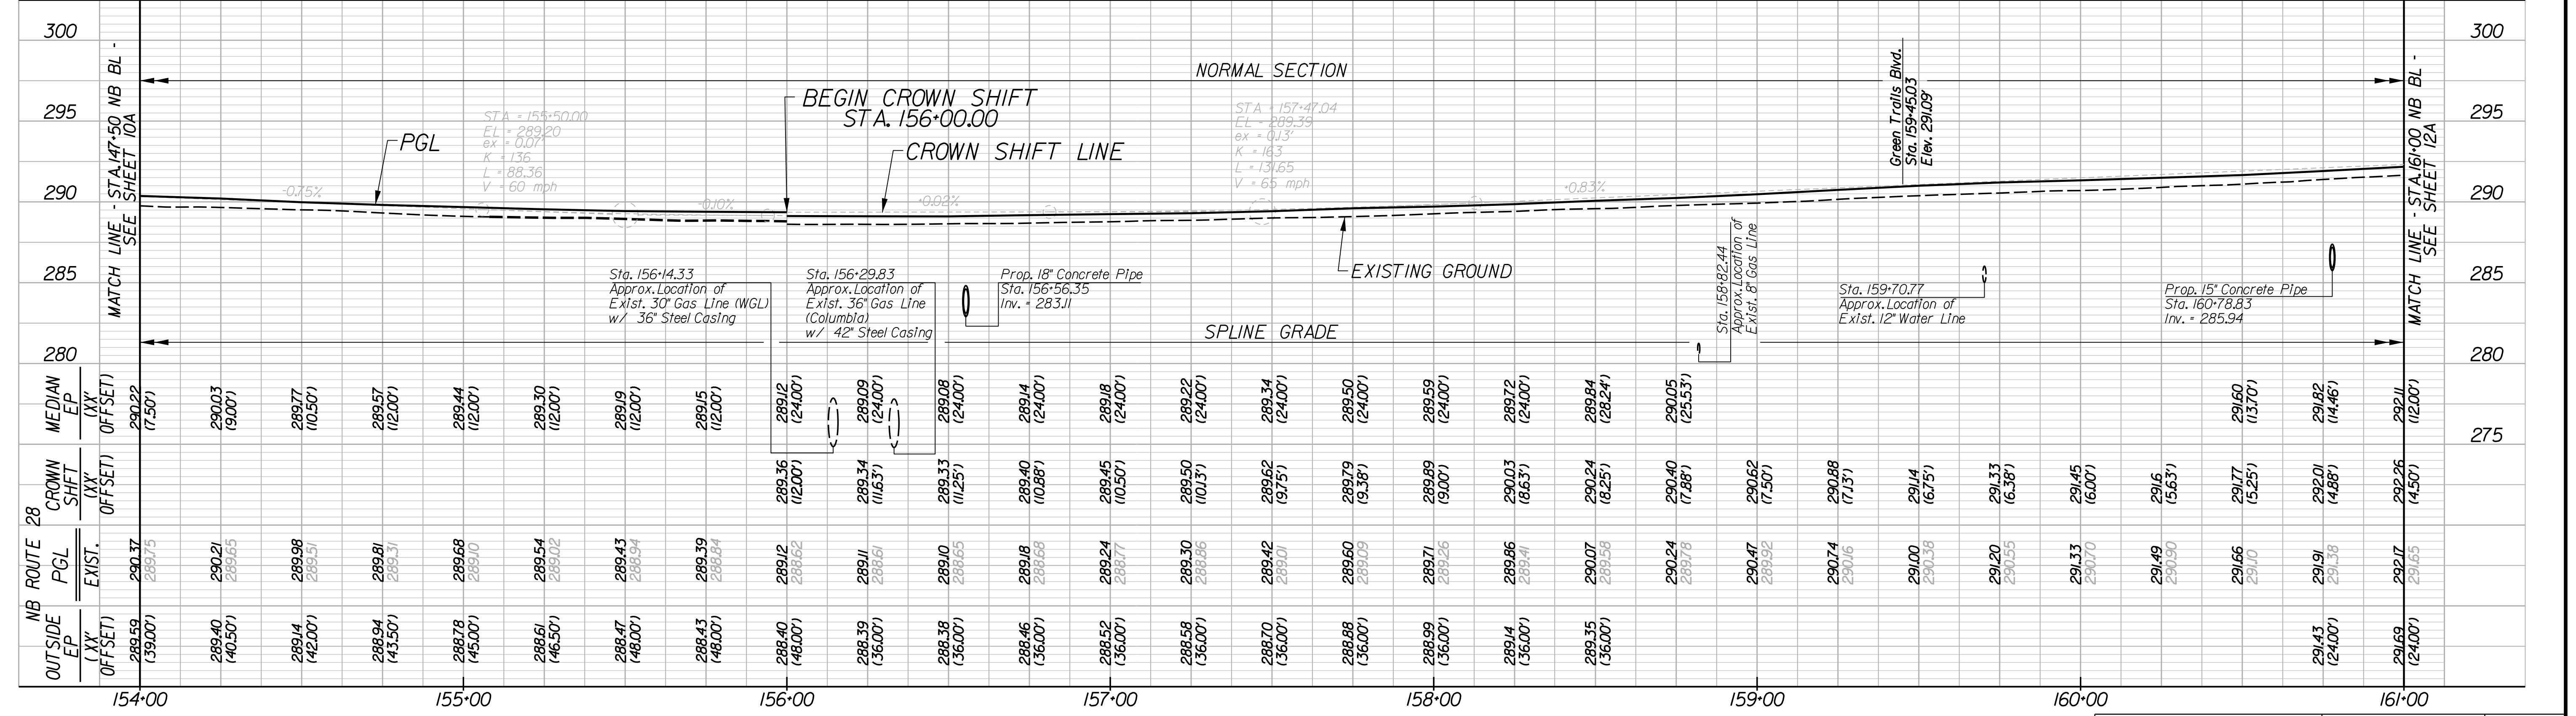 300
295
290
285
280
300
295
290
285
280
275
MATCH LINE - STA.147+50 NB BL -
SEE SHEET 10A
NORMAL SECTION
BEGIN CROWN SHIFT
STA. 156+00.00
PGL
CROWN SHIFT LINE
STA = 155+50.00
EL = 289.20
ex = 0.07'
K = 136
L = 88.36
V = 60 mph
STA = 157+47.04
EL = 289.39
ex = 0.13'
K = 163
L = 131.65
V = 65 mph
-0.75%
-0.10%
+0.02%
+0.83%
Green Trails Blvd.
Sta. 159+45.03
Elev. 291.09'
MATCH LINE - STA.161+00 NB BL -
SEE SHEET 12A
EXISTING GROUND
Sta. 156+14.33
Approx. Location of
Exist. 30" Gas Line (WGL)
w/ 36" Steel Casing
Sta. 156+29.83
Approx. Location of
Exist. 36" Gas Line
(Columbia)
w/ 42" Steel Casing
Prop. 18" Concrete Pipe
Sta. 156+56.35
Inv. = 283.11
Sta. 158+82.44
Approx. Location of
Exist. 8" Gas Line
Sta. 159+70.77
Approx. Location of
Exist. 12" Water Line
Prop. 15" Concrete Pipe
Sta. 160+78.83
Inv. = 285.94
SPLINE GRADE
NB ROUTE 28
MEDIAN
EP
(XX'
OFFSET)
290.22 (7.50')
290.03 (9.00')
289.77 (10.50')
289.57 (12.00')
289.44 (12.00')
289.30 (12.00')
289.19 (12.00')
289.15 (12.00')
289.12 (24.00')
289.09 (24.00')
289.08 (24.00')
289.14 (24.00')
289.18 (24.00')
289.22 (24.00')
289.34 (24.00')
289.50 (24.00')
289.59 (24.00')
289.72 (24.00')
289.84 (28.24')
290.05 (25.53')
291.60 (13.70')
291.82 (14.46')
292.11 (12.00')
CROWN
SHFT
(XX'
OFFSET)
289.36 (12.00')
289.34 (11.63')
289.33 (11.25')
289.40 (10.88')
289.45 (10.50')
289.50 (10.13')
289.62 (9.75')
289.79 (9.38')
289.89 (9.00')
290.03 (8.63')
290.24 (8.25')
290.40 (7.88')
290.62 (7.50')
290.88 (7.13')
291.14 (6.75')
291.33 (6.38')
291.45 (6.00')
291.6 (5.63')
291.77 (5.25')
292.01 (4.88')
292.26 (4.50')
PGL
EXIST.
290.37 289.75
290.21 289.65
289.98 289.51
289.81 289.31
289.68 289.10
289.54 289.02
289.43 288.94
289.39 288.84
289.12 288.62
289.11 288.61
289.10 288.65
289.18 288.68
289.24 288.77
289.30 288.86
289.42 289.01
289.60 289.09
289.71 289.26
289.86 289.41
290.07 289.58
290.24 289.78
290.47 289.92
290.74 290.16
291.00 290.38
291.20 290.55
291.33 290.70
291.49 290.90
291.66 291.10
291.91 291.38
292.17 291.65
OUTSIDE
EP
(XX'
OFFSET)
289.59 (39.00')
289.40 (40.50')
289.14 (42.00')
288.94 (43.50')
288.78 (45.00')
288.61 (46.50')
288.47 (48.00')
288.43 (48.00')
288.40 (48.00')
288.39 (36.00')
288.38 (36.00')
288.46 (36.00')
288.52 (36.00')
288.58 (36.00')
288.70 (36.00')
288.88 (36.00')
288.99 (36.00')
289.14 (36.00')
289.35 (36.00')
291.43 (24.00')
291.69 (24.00')
154+00
155+00
156+00
157+00
158+00
159+00
160+00
161+00